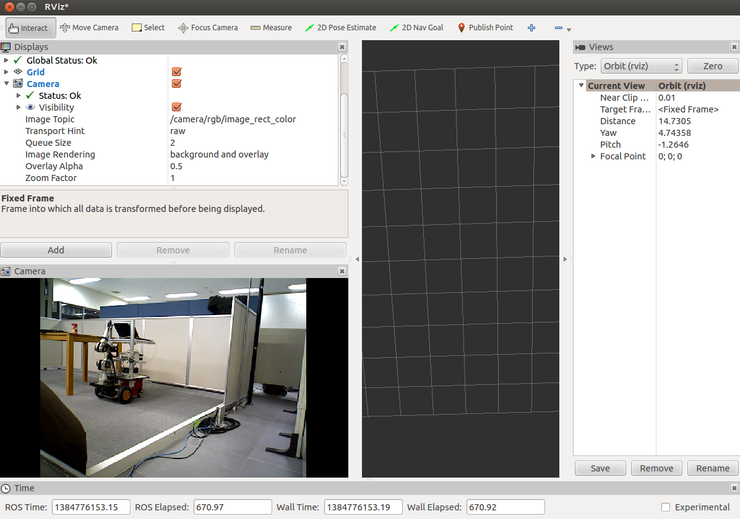 RViz*
Interact Move Camera Select Focus Camera Measure 2D Pose Estimate 2D Nav Goal Publish Point
Displays
Global Status: Ok
Grid
Camera
Status: Ok
Visibility
Image Topic /camera/rgb/image_rect_color
Transport Hint raw
Queue Size 2
Image Rendering background and overlay
Overlay Alpha 0.5
Zoom Factor 1
Fixed Frame
Frame into which all data is transformed before being displayed.
Add Remove Rename
Camera
Views
Type: Orbit (rviz) Zero
Current View Orbit (rviz)
Near Clip ... 0.01
Target Fra... <Fixed Frame>
Distance 14.7305
Yaw 4.74358
Pitch -1.2646
Focal Point 0; 0; 0
Save Remove Rename
Time
ROS Time: 1384776153.15 ROS Elapsed: 670.97 Wall Time: 1384776153.19 Wall Elapsed: 670.92 Experimental